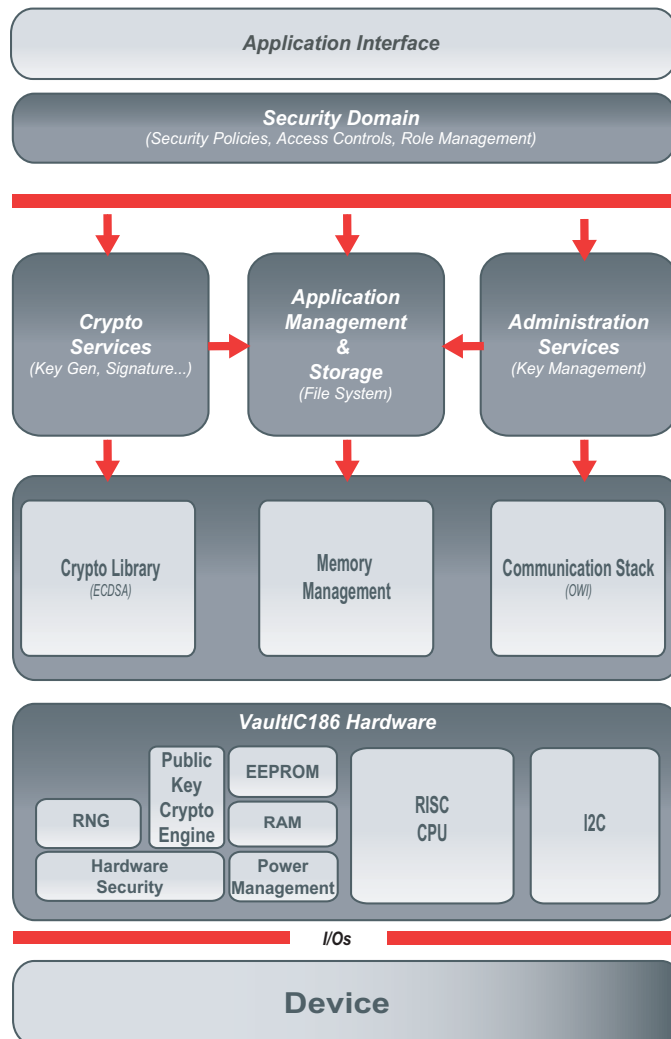 Application Interface
Security Domain
(Security Policies, Access Controls, Role Management)
Crypto
Services
(Key Gen, Signature...)
Application
Management
&
Storage
(File System)
Administration
Services
(Key Management)
Crypto Library
(ECDSA)
Memory
Management
Communication Stack
(OWI)
VaultIC186 Hardware
RNG
Public
Key
Crypto
Engine
Hardware
Security
EEPROM
RAM
Power
Management
RISC
CPU
I2C
I/Os
Device